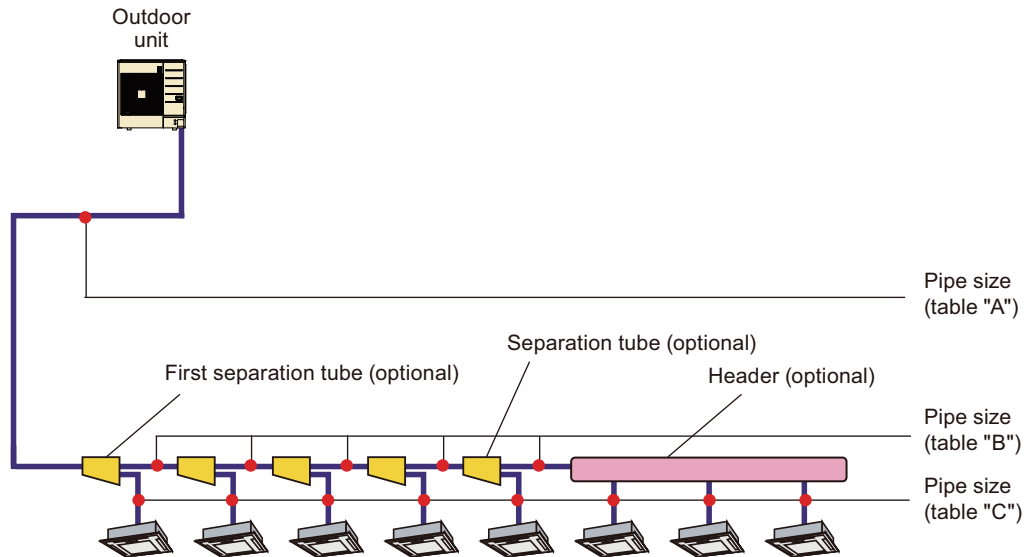 Outdoor
unit
Pipe size
(table "A")
Separation tube (optional)
First separation tube (optional)
Header (optional)
Pipe size
(table "B")
Pipe size
(table "C")